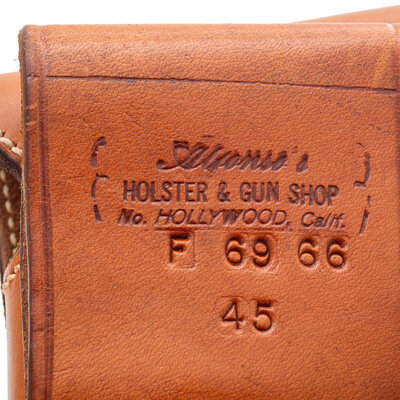 Alfonso's
HOLSTER & GUN SHOP
No. HOLLYWOOD, Calif.
F 69 66
45